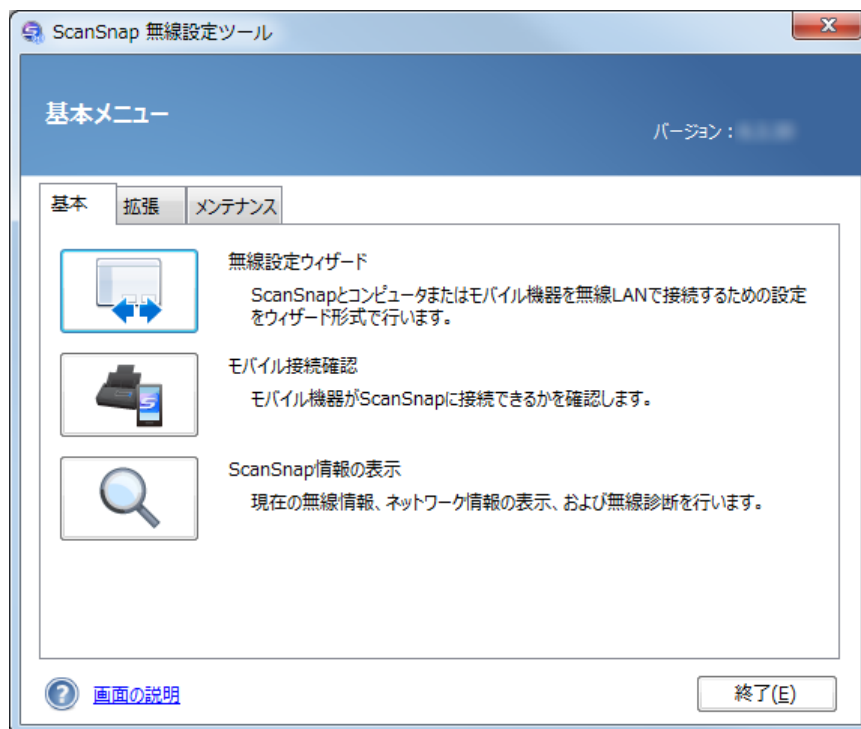 ScanSnap 無線設定ツール
基本メニュー
バージョン :
基本
拡張
メンテナンス
無線設定ウィザード
ScanSnapとコンピュータまたはモバイル機器を無線LANで接続するための設定
をウィザード形式で行います。
モバイル接続確認
モバイル機器がScanSnapに接続できるかを確認します。
ScanSnap情報の表示
現在の無線情報、ネットワーク情報の表示、および無線診断を行います。
画面の説明
終了(E)